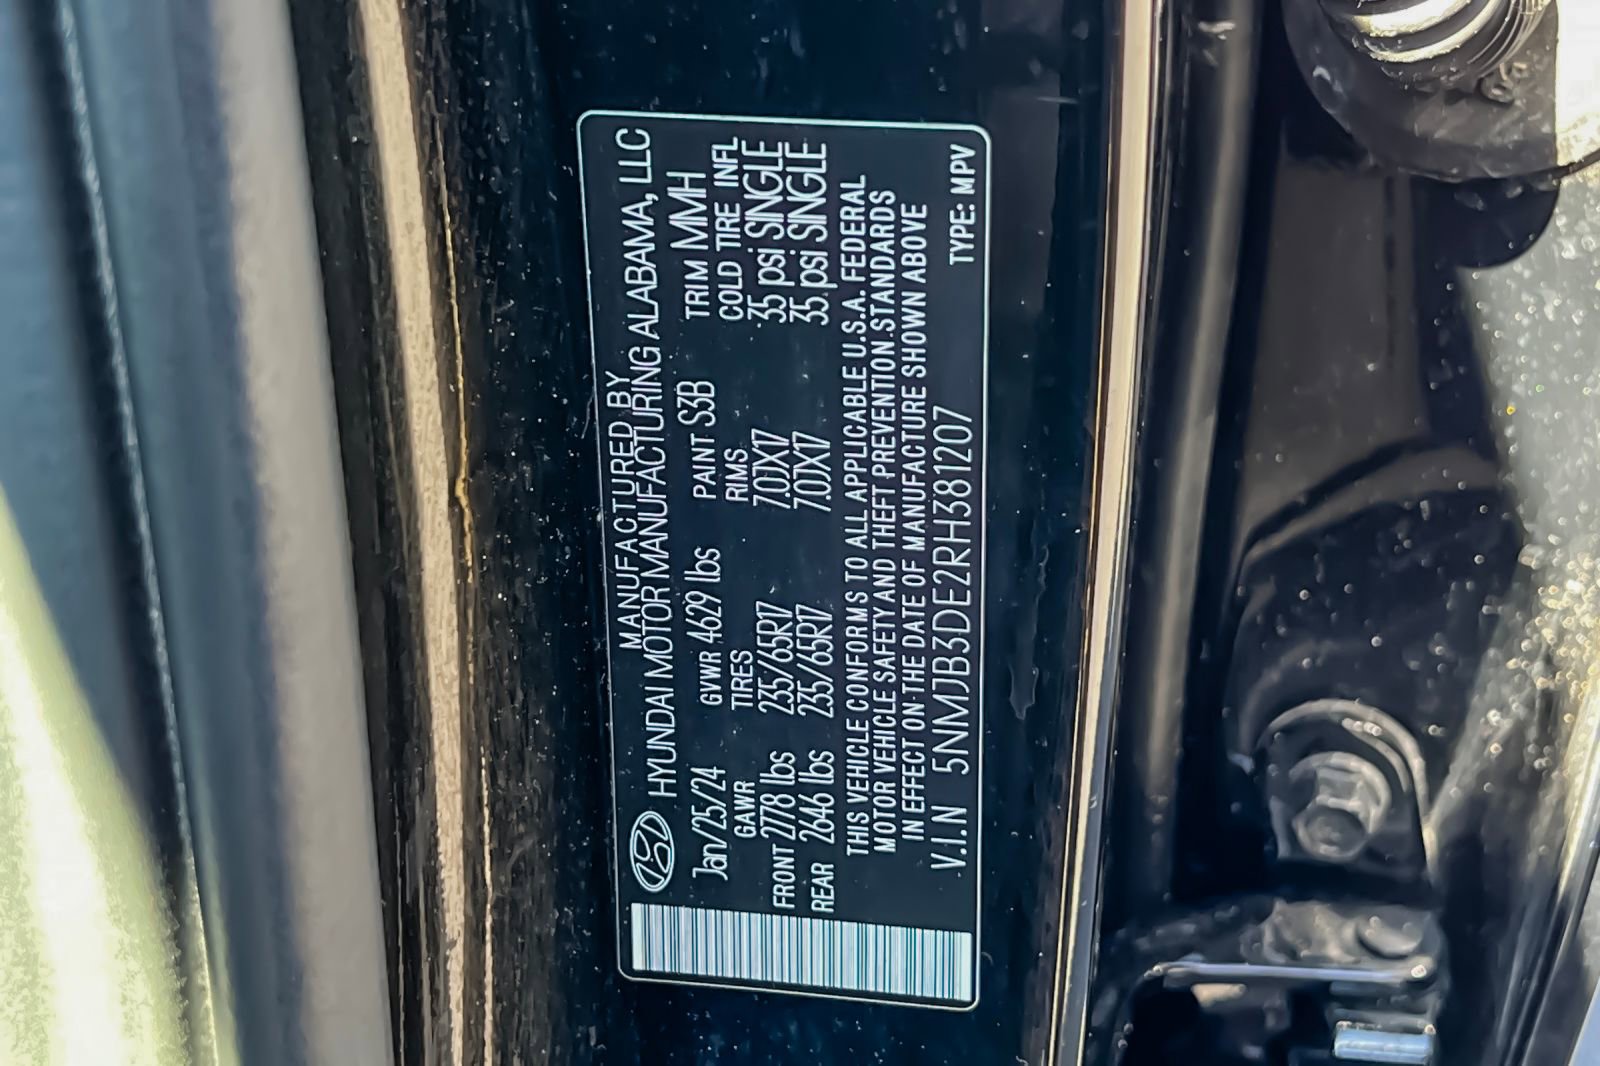 MANUFACTURED BY
HYUNDAI MOTOR MANUFACTURING ALABAMA, LLC
Jan/25/24 GVWR 4629 lbs PAINT S3B TRIM MMH
GAWR TIRES RIMS COLD TIRE INFL
FRONT 2778 lbs 235/65R17 7.0JX17 35 psi SINGLE
REAR 2646 lbs 235/65R17 7.0JX17 35 psi SINGLE
THIS VEHICLE CONFORMS TO ALL APPLICABLE U.S.A. FEDERAL
MOTOR VEHICLE SAFETY AND THEFT PREVENTION STANDARDS
IN EFFECT ON THE DATE OF MANUFACTURE SHOWN ABOVE
V.I.N 5NMJB3DE2RH381207 TYPE: MPV